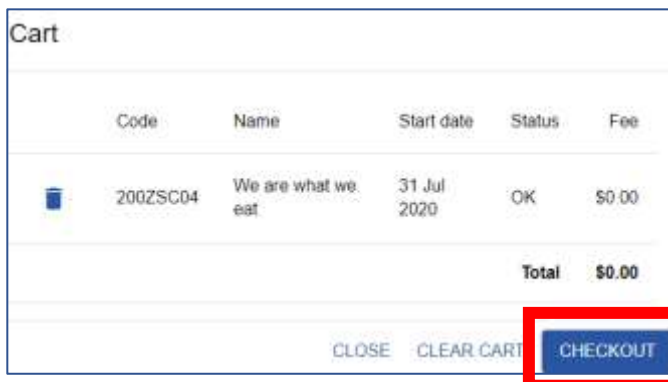 Cart
Code Name Start date Status Fee
200ZSC04 We are what we eat 31 Jul 2020 OK $0.00
Total $0.00
CLOSE CLEAR CART CHECKOUT